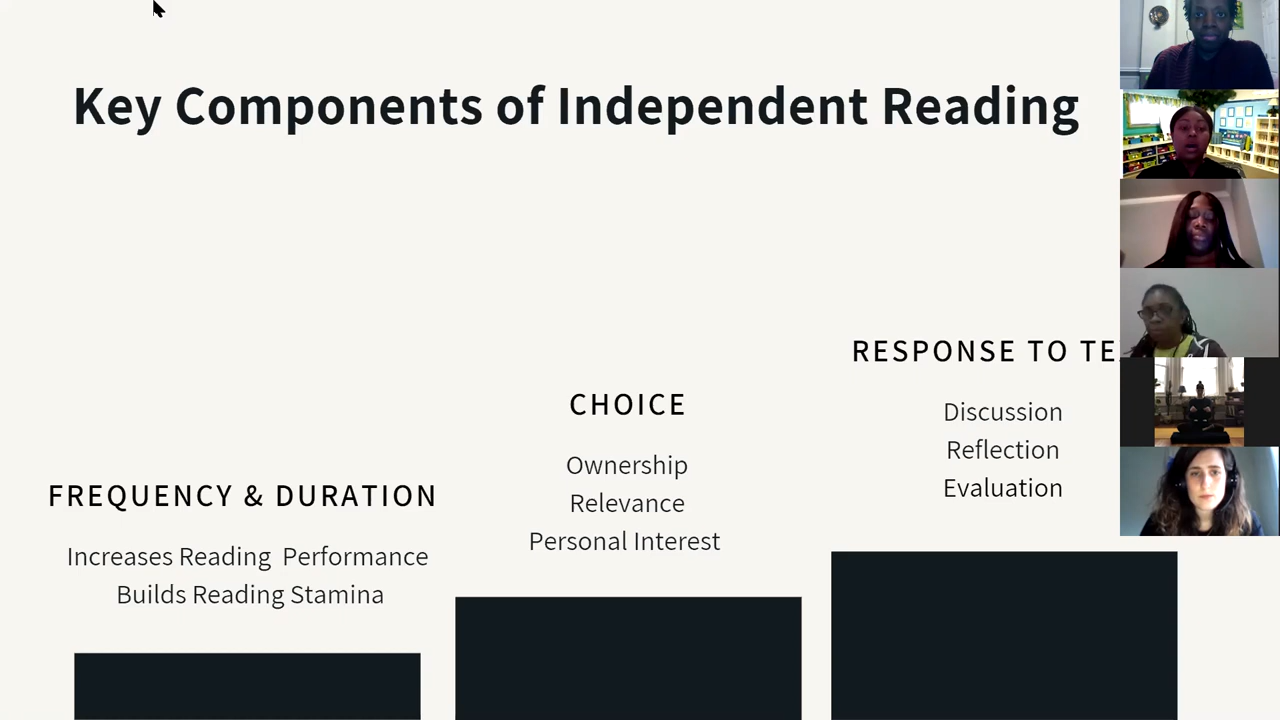 Key Components of Independent Reading
FREQUENCY & DURATION
Increases Reading Performance
Builds Reading Stamina
CHOICE
Ownership
Relevance
Personal Interest
RESPONSE TO
Discussion
Reflection
Evaluation